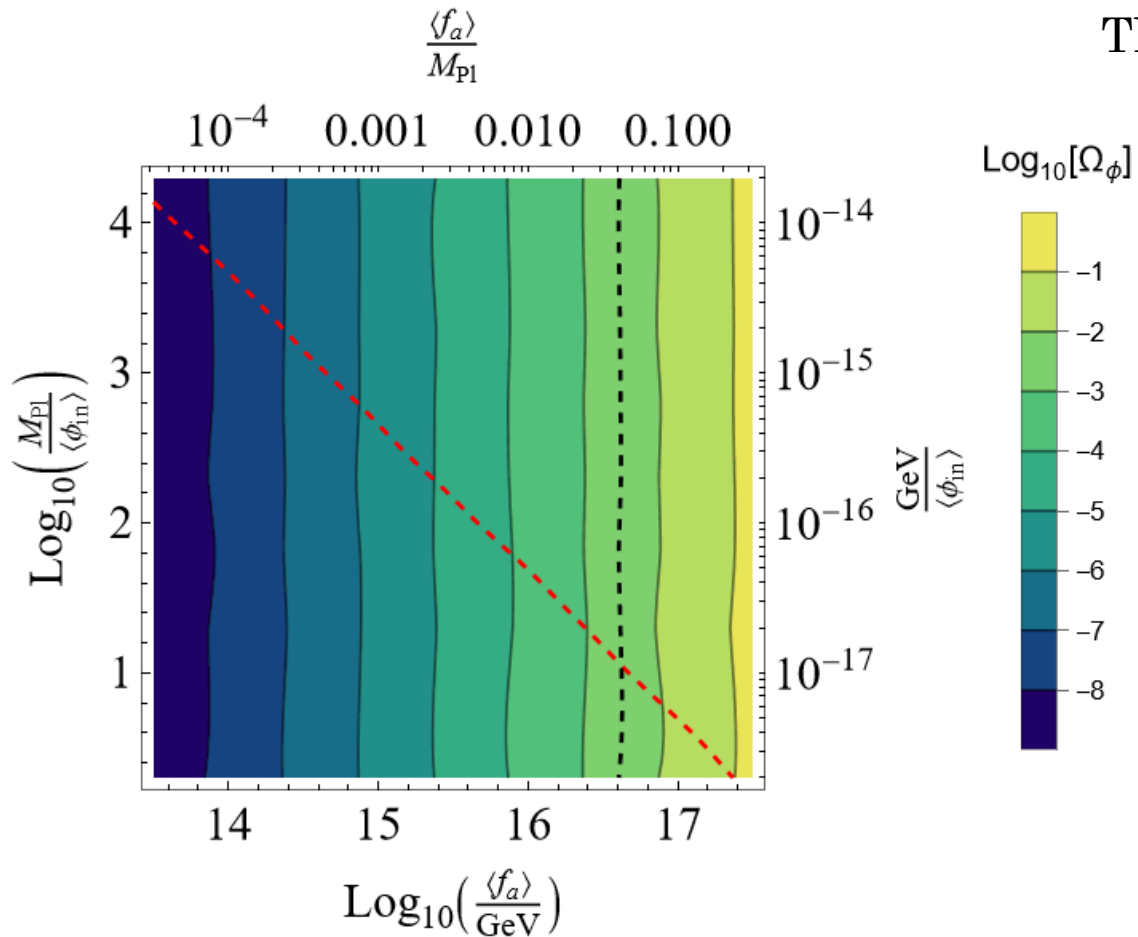 ⟨f_a⟩/M_Pl
10⁻⁴ 0.001 0.010 0.100
Log₁₀(M_Pl/⟨ϕ_in⟩)
4
3
2
1
10⁻¹⁴
10⁻¹⁵
10⁻¹⁶
10⁻¹⁷
GeV/⟨ϕ_in⟩
14 15 16 17
Log₁₀(⟨f_a⟩/GeV)
Log₁₀[Ω_ϕ]
−1
−2
−3
−4
−5
−6
−7
−8